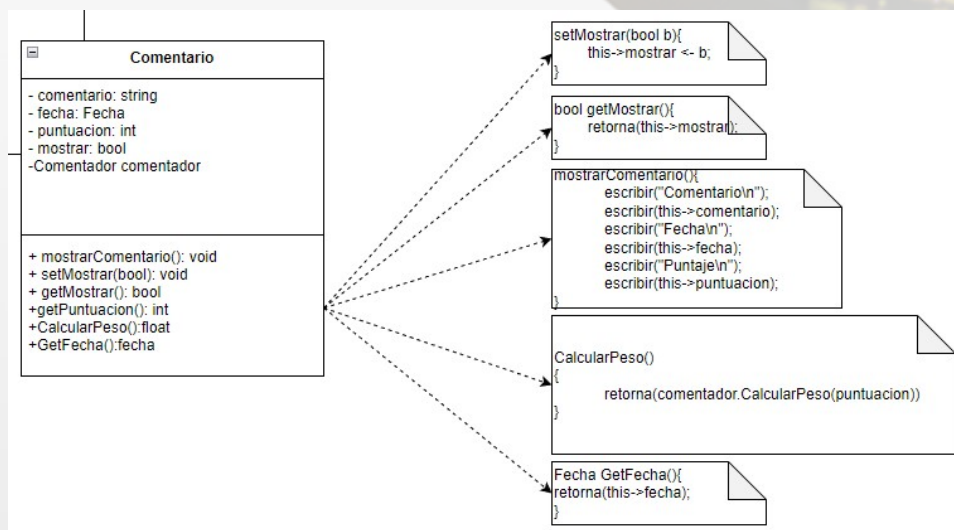 Comentario
- comentario: string
- fecha: Fecha
- puntuacion: int
- mostrar: bool
-Comentador comentador
+ mostrarComentario(): void
+ setMostrar(bool): void
+ getMostrar(): bool
+getPuntuacion(): int
+CalcularPeso():float
+GetFecha():fecha
setMostrar(bool b){
this->mostrar <- b;
}
bool getMostrar(){
retorna(this->mostrar);
}
mostrarComentario(){
escribir("Comentario\n");
escribir(this->comentario);
escribir("Fecha\n");
escribir(this->fecha);
escribir("Puntaje\n");
escribir(this->puntuacion);
}
CalcularPeso()
{
retorna(comentador.CalcularPeso(puntuacion))
}
Fecha GetFecha(){
retorna(this->fecha);
}